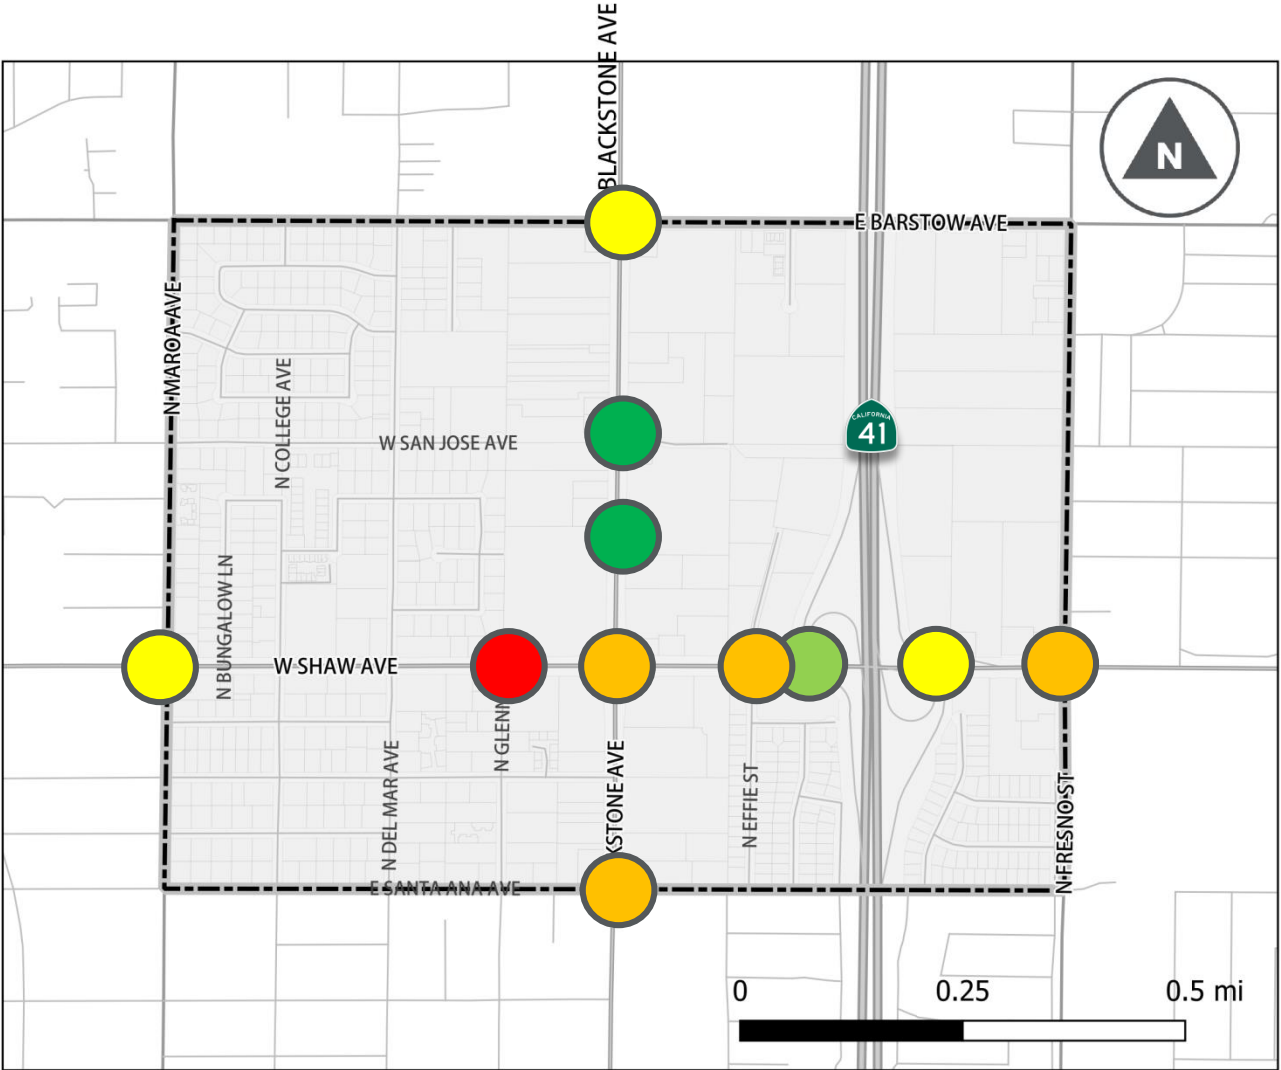 BLACKSTONE AVE
N
E BARSTOW AVE
N MAROA AVE
N COLLEGE AVE
W SAN JOSE AVE
CALIFORNIA
41
N BUNGALOW LN
W SHAW AVE
N GLENN
KSTONE AVE
N DEL MAR AVE
N EFFIE ST
N FRESNO ST
E SANTA ANA AVE
0 0.25 0.5 mi